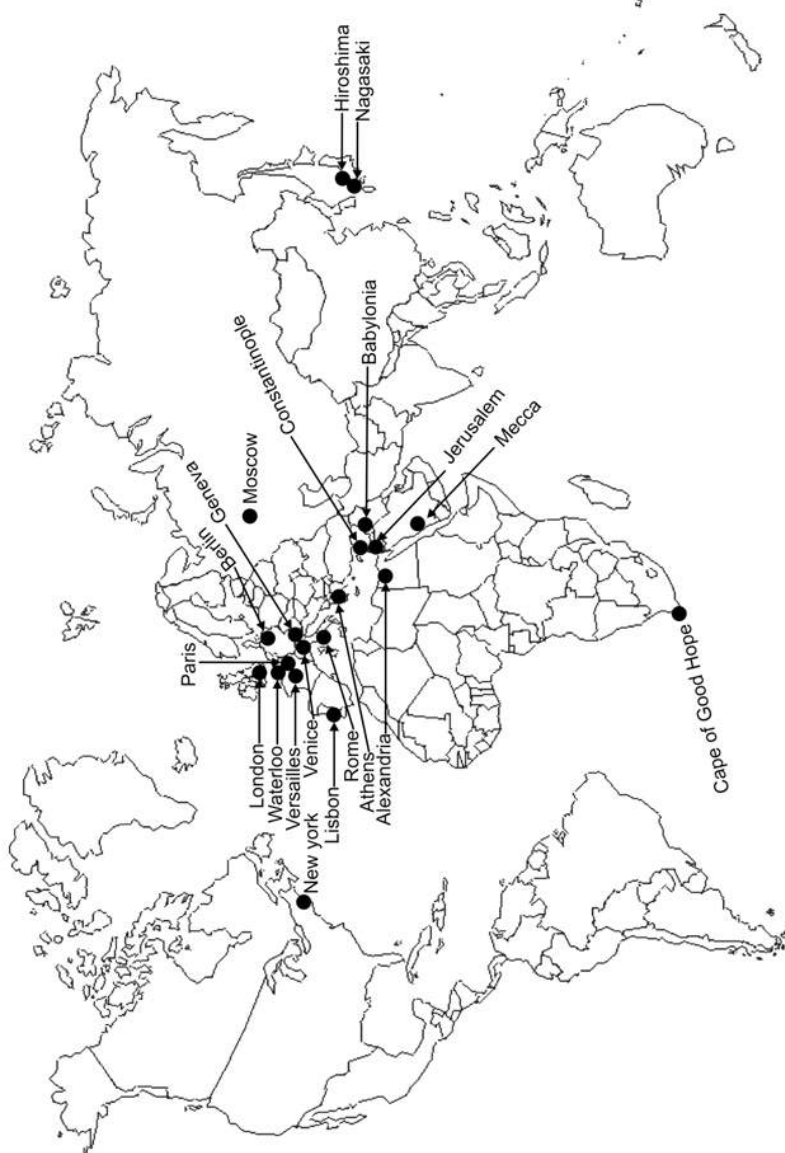 Hiroshima
Nagasaki
Constantinople
Babylonia
Jerusalem
Mecca
Moscow
Geneva
Berlin
Paris
London
Waterloo
Versailles
Venice
New york
Lisbon
Rome
Athens
Alexandria
Cape of Good Hope